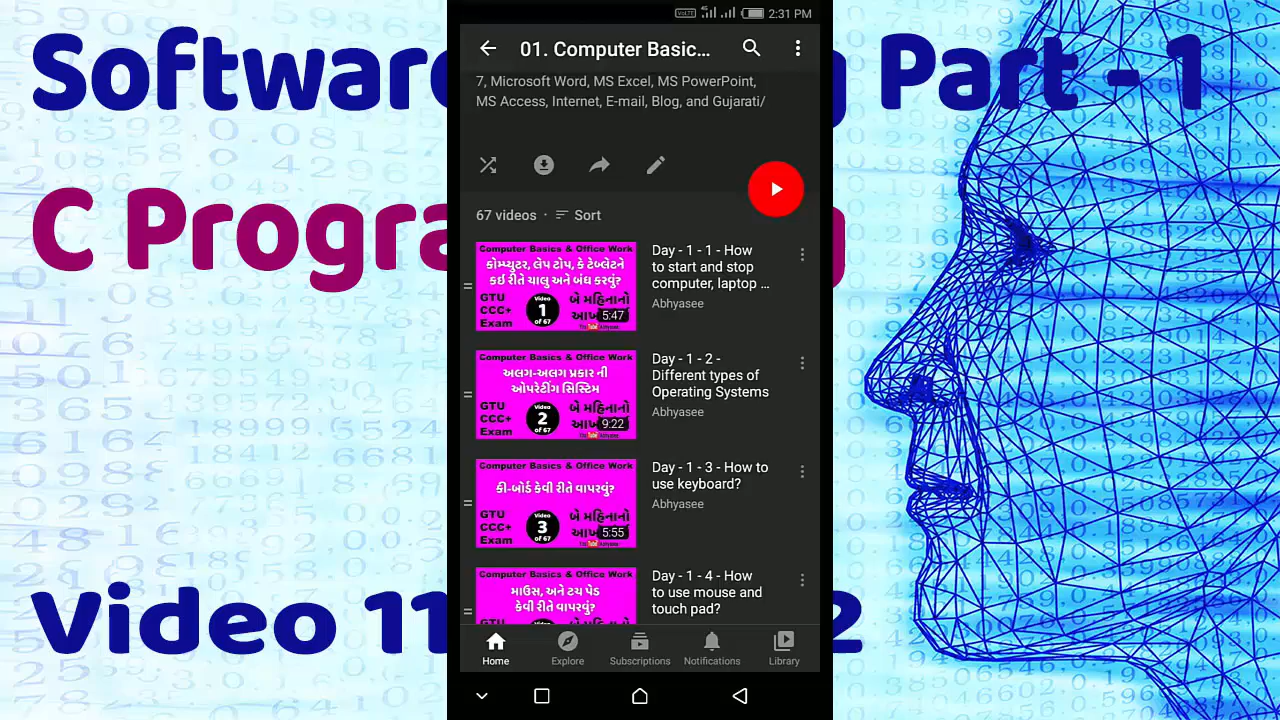 Softwar
Part - 1
C Progra
Video 11
2
VoLTE
4G
2:31 PM
01. Computer Basic...
7, Microsoft Word, MS Excel, MS PowerPoint,
MS Access, Internet, E-mail, Blog, and Gujarati/
67 videos · Sort
Computer Basics & Office Work
કોમ્પ્યુટર, લેપ ટોપ, કે ટેબ્લેટને
કઇ રીતે ચાલુ અને બંધ કરવું?
GTU
CCC+
Exam
Video
1
of 67
બે મહિનાનો
આખ
5:47
Day - 1 - 1 - How
to start and stop
computer, laptop ...
Abhyasee
Computer Basics & Office Work
અલગ-અલગ પ્રકાર ની
ઓપરેટીંગ સિસ્ટિમ
GTU
CCC+
Exam
Video
2
of 67
બે મહિનાનો
આખ
9:22
Day - 1 - 2 -
Different types of
Operating Systems
Abhyasee
Computer Basics & Office Work
કી-બોર્ડ કેવી રીતે વાપરવું?
GTU
CCC+
Exam
Video
3
of 67
બે મહિનાનો
આખ
5:55
Day - 1 - 3 - How to
use keyboard?
Abhyasee
Computer Basics & Office Work
માઉસ, અને ટચ પેડ
કેવી રીતે વાપરવું?
Day - 1 - 4 - How
to use mouse and
touch pad?
Home
Explore
Subscriptions
Notifications
Library